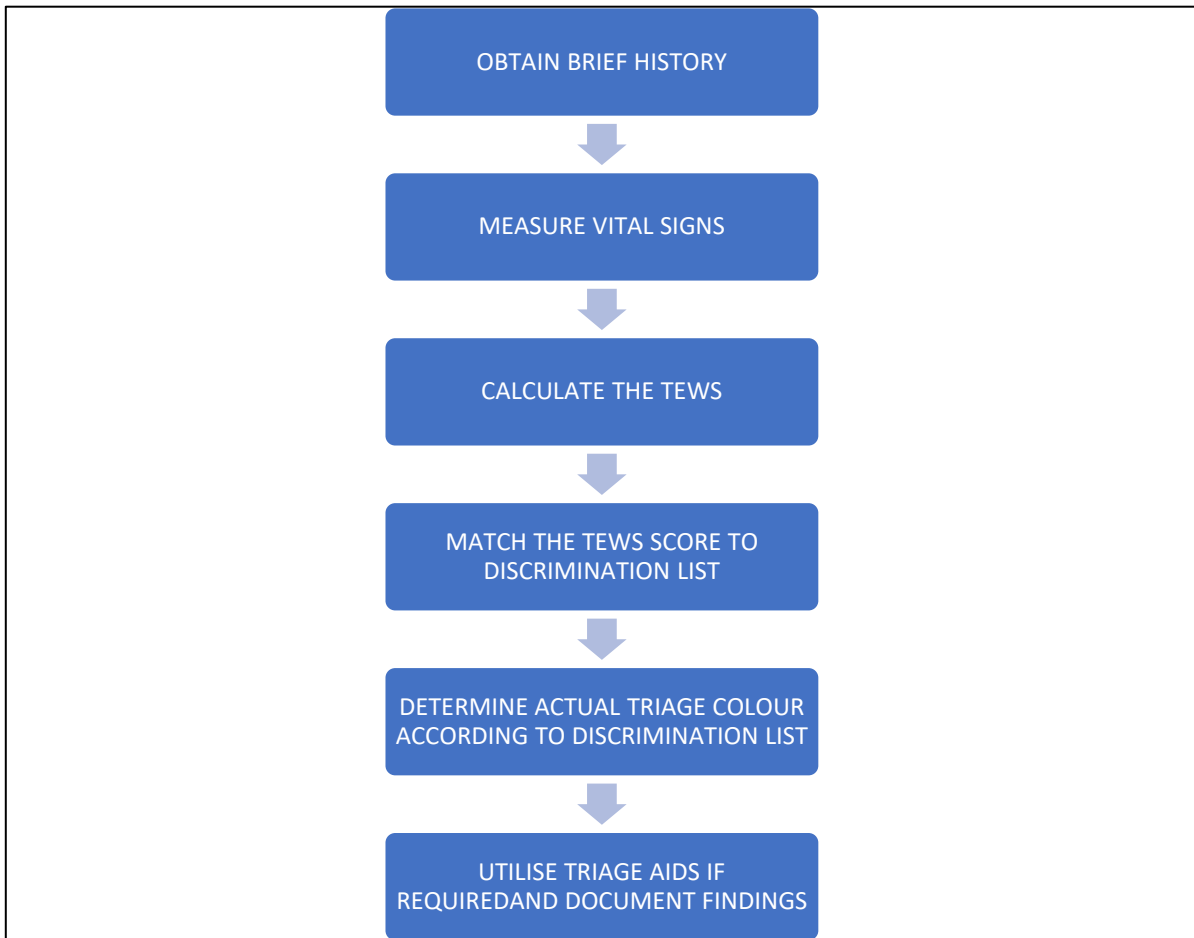 OBTAIN BRIEF HISTORY
MEASURE VITAL SIGNS
CALCULATE THE TEWS
MATCH THE TEWS SCORE TO
DISCRIMINATION LIST
DETERMINE ACTUAL TRIAGE COLOUR
ACCORDING TO DISCRIMINATION LIST
UTILISE TRIAGE AIDS IF
REQUIREDAND DOCUMENT FINDINGS